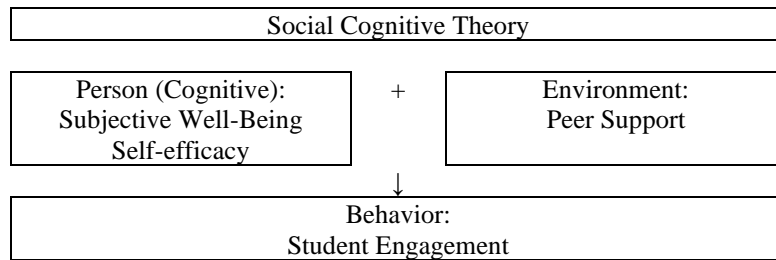 Social Cognitive Theory
Person (Cognitive):
Subjective Well-Being
Self-efficacy
+
Environment:
Peer Support
↓
Behavior:
Student Engagement